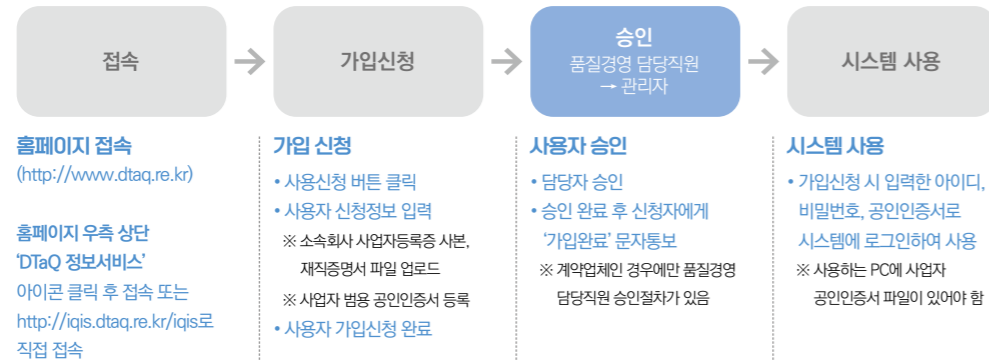 접속
가입신청
승인
품질경영 담당직원
→ 관리자
시스템 사용
홈페이지 접속
(http://www.dtaq.re.kr)
홈페이지 우측 상단
‘DTaQ 정보서비스’
아이콘 클릭 후 접속 또는
http://iqis.dtaq.re.kr/iqis로
직접 접속
가입 신청
• 사용신청 버튼 클릭
• 사용자 신청정보 입력
※ 소속회사 사업자등록증 사본,
재직증명서 파일 업로드
※ 사업자 범용 공인인증서 등록
• 사용자 가입신청 완료
사용자 승인
• 담당자 승인
• 승인 완료 후 신청자에게
‘가입완료’ 문자통보
※ 계약업체인 경우에만 품질경영
담당직원 승인절차가 있음
시스템 사용
• 가입신청 시 입력한 아이디,
비밀번호, 공인인증서로
시스템에 로그인하여 사용
※ 사용하는 PC에 사업자
공인인증서 파일이 있어야 함